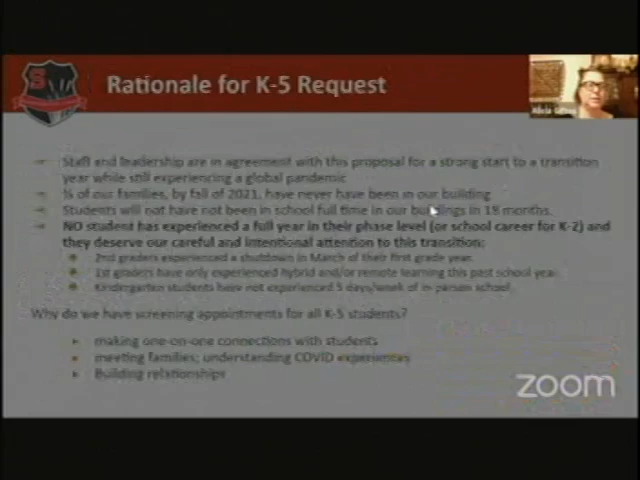 S
Rationale for K-5 Request
Staff and leadership are in agreement with this proposal for a strong start to a transition
year while still experiencing a global pandemic
of our families, by fall of 2021, have never have been in our building
Students will not have not been in school full time in our buildings in 18 months.
NO student has experienced a full year in their phase level (or school career for K-2) and
they deserve our careful and intentional attention to this transition:
2nd graders experienced a shutdown in March of their first grade year.
1st graders have only experienced hybrid and/or remote learning this past school year
Kindergarten students have not experienced 5 days/week of in-person school
Why do we have screening appointments for all K-5 students?
making one-on-one connections with students
meeting families; understanding COVID experiences
Building relationships
zoom